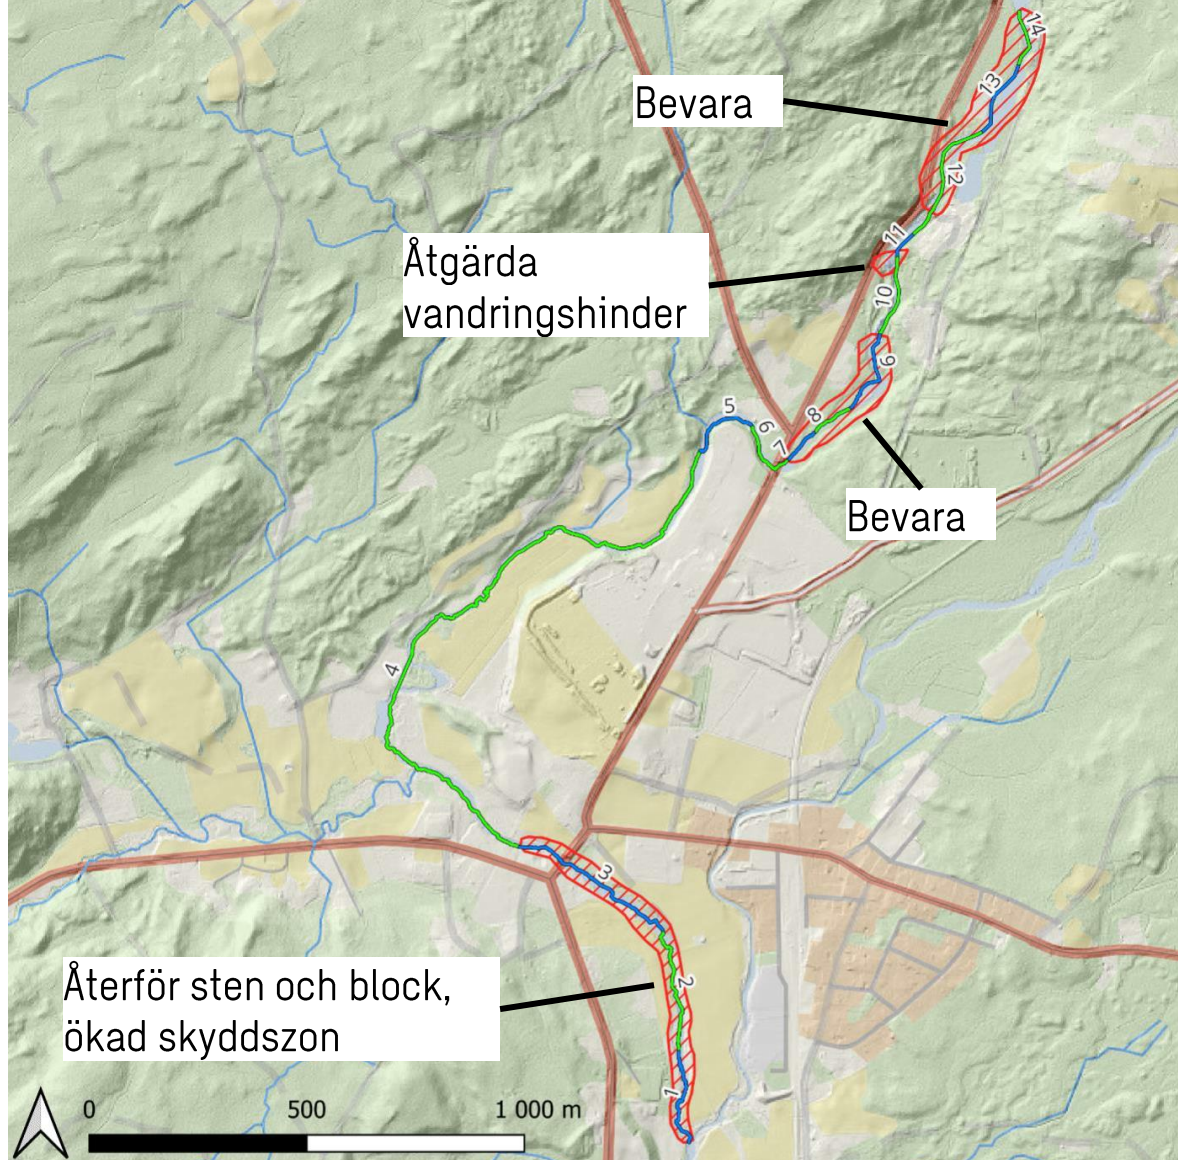 14
13
Bevara
12
11
Åtgärda
vandringshinder
10
9
5
6
8
7
Bevara
4
3
Återför sten och block,
ökad skyddszon
2
1
0 500 1 000 m